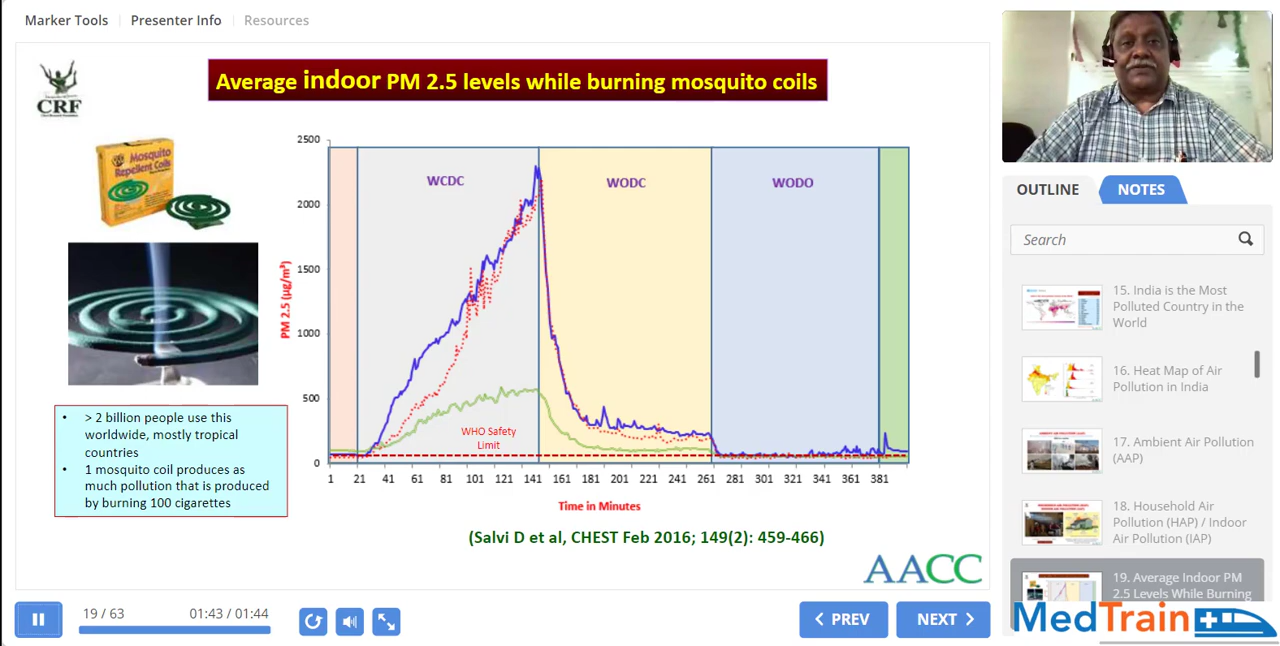 Marker Tools
Presenter Info
Resources
CRF
Average indoor PM 2.5 levels while burning mosquito coils
Mosquito
Repellent Coils
> 2 billion people use this
worldwide, mostly tropical
countries
1 mosquito coil produces as
much pollution that is produced
by burning 100 cigarettes
PM 2.5 (µg/m³)
2500
2000
1500
1000
500
0
WCDC
WODC
WODO
WHO Safety
Limit
1 21 41 61 81 101 121 141 161 181 201 221 241 261 281 301 321 341 361 381
Time in Minutes
(Salvi D et al, CHEST Feb 2016; 149(2): 459-466)
AACC
19 / 63
01:43 / 01:44
PREV
NEXT
OUTLINE
NOTES
Search
15. India is the Most
Polluted Country in the
World
16. Heat Map of Air
Pollution in India
17. Ambient Air Pollution
(AAP)
18. Household Air
Pollution (HAP) / Indoor
Air Pollution (IAP)
19. Average Indoor PM
2.5 Levels While Burning
MedTrain